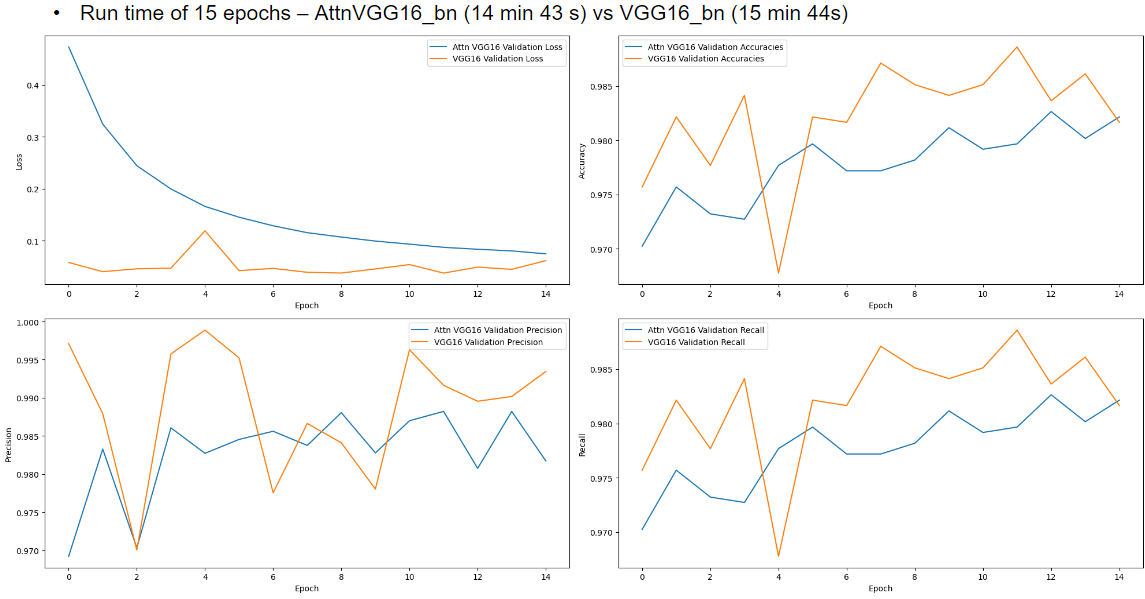 • Run time of 15 epochs – AttnVGG16_bn (14 min 43 s) vs VGG16_bn (15 min 44s)
Attn VGG16 Validation Loss
VGG16 Validation Loss
0.4
0.3
0.2
0.1
Loss
0 2 4 6 8 10 12 14
Epoch
Attn VGG16 Validation Accuracies
VGG16 Validation Accuracies
0.985
0.980
0.975
0.970
Accuracy
0 2 4 6 8 10 12 14
Epoch
Attn VGG16 Validation Precision
VGG16 Validation Precision
1.000
0.995
0.990
0.985
0.980
0.975
0.970
Precision
0 2 4 6 8 10 12 14
Epoch
Attn VGG16 Validation Recall
VGG16 Validation Recall
0.985
0.980
0.975
0.970
Recall
0 2 4 6 8 10 12 14
Epoch